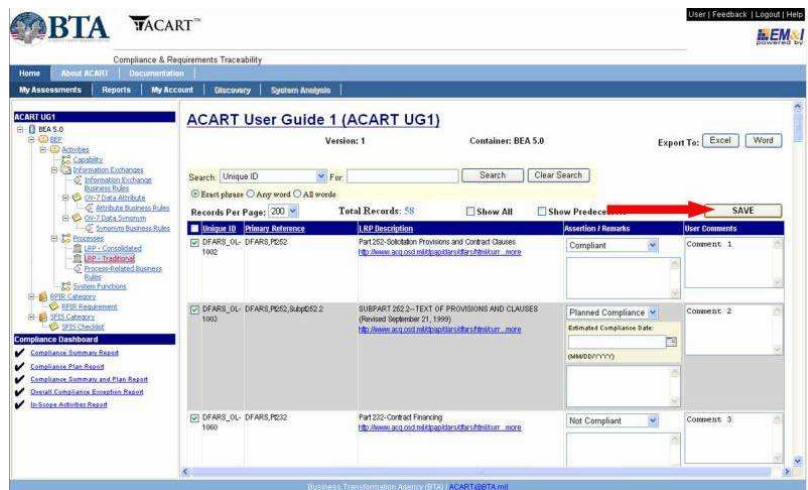 User | Feedback | Logout | Help
BTA
ACART™
EM&I
powered by
Compliance & Requirements Traceability
Home About ACART Documentation
My Assessments Reports My Account Discovery System Analysis
ACART UG1
BEA 5.0
BEP
Activities
Capability
Information Exchanges
Information Exchange
Business Rules
OV-7 Data Attribute
Attribute Business Rules
OV-7 Data Synonym
Synonym Business Rules
Processes
LRP - Consolidated
LRP - Traditional
Process-Related Business
Rules
System Functions
RFIR Category
RFIR Requirement
SFIS Category
SFIS Checklist
Compliance Dashboard
Compliance Summary Report
Compliance Plan Report
Compliance Summary and Plan Report
Overall Compliance Exception Report
In-Scope Activities Report
ACART User Guide 1 (ACART UG1)
Version: 1 Container: BEA 5.0 Export To: Excel Word
Search: Unique ID For: Search Clear Search
Exact phrase Any word All words
Records Per Page: 200 Total Records: 58 Show All Show Predece SAVE
Unique ID Primary Reference LRP Description Assertion / Remarks User Comments
DFARS_OL-1002 DFARS,Pt252 Part 252-Solicitation Provisions and Contract Clauses Compliant Comment 1
...more
DFARS_OL-1003 DFARS,Pt252,Subpt252.2 SUBPART 252.2--TEXT OF PROVISIONS AND CLAUSES Planned Compliance Comment 2
(Revised September 21, 1999) Estimated Compliance Date:
...more
(MM/DD/YYYY)
DFARS_OL-1060 DFARS,Pt232 Part 232-Contract Financing Not Compliant Comment 3
...more
Business Transformation Agency (BTA) | ACART@BTA.mil